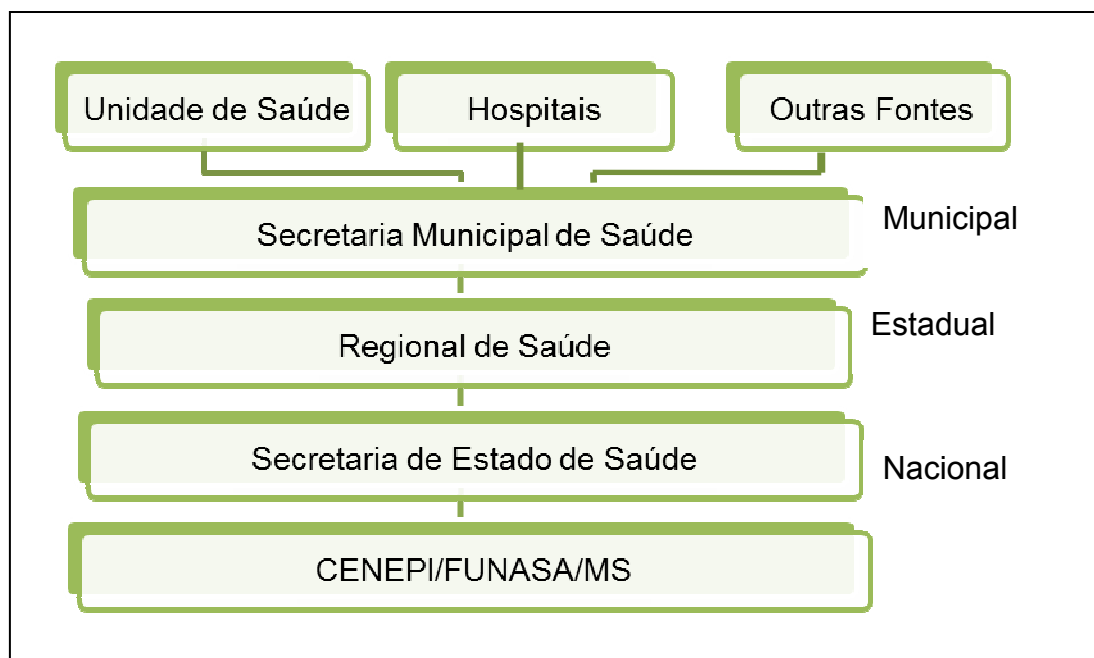 Unidade de Saúde
Hospitais
Outras Fontes
Secretaria Municipal de Saúde
Municipal
Regional de Saúde
Estadual
Secretaria de Estado de Saúde
Nacional
CENEPI/FUNASA/MS